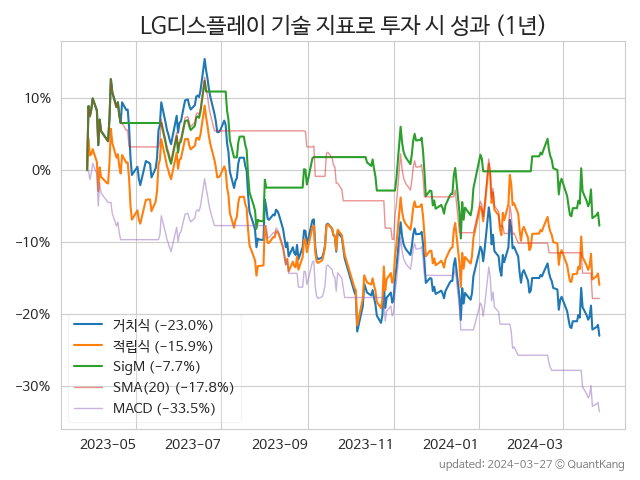 LG디스플레이 기술 지표로 투자 시 성과 (1년)
10%
0%
−10%
−20%
−30%
거치식 (−23.0%)
적립식 (−15.9%)
SigM (−7.7%)
SMA(20) (−17.8%)
MACD (−33.5%)
2023−05 2023−07 2023−09 2023−11 2024−01 2024−03
updated: 2024−03−27 © QuantKang